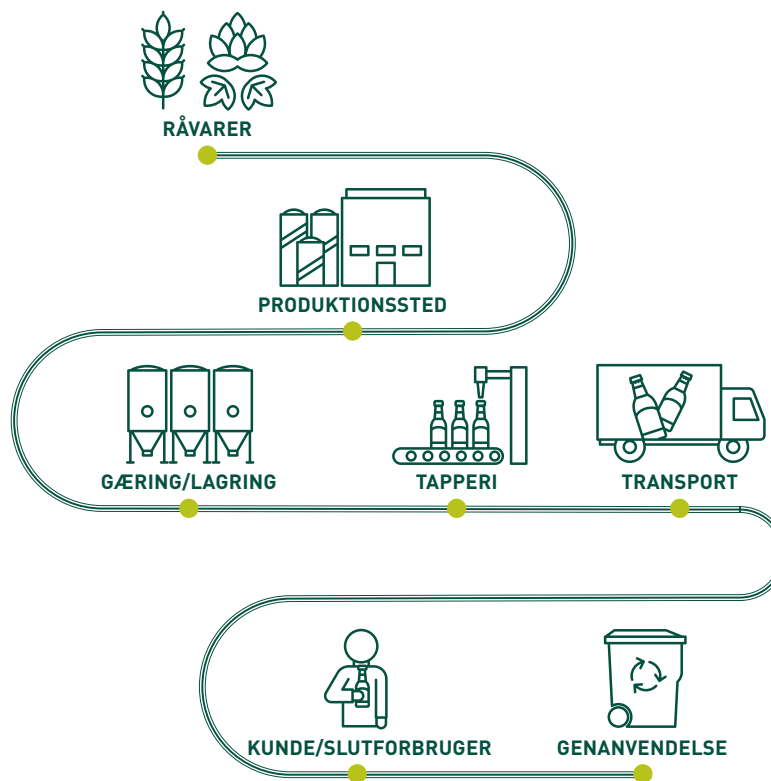 RÅVARER
PRODUKTIONSSTED
GÆRING/LAGRING
TAPPERI
TRANSPORT
KUNDE/SLUTFORBRUGER
GENANVENDELSE